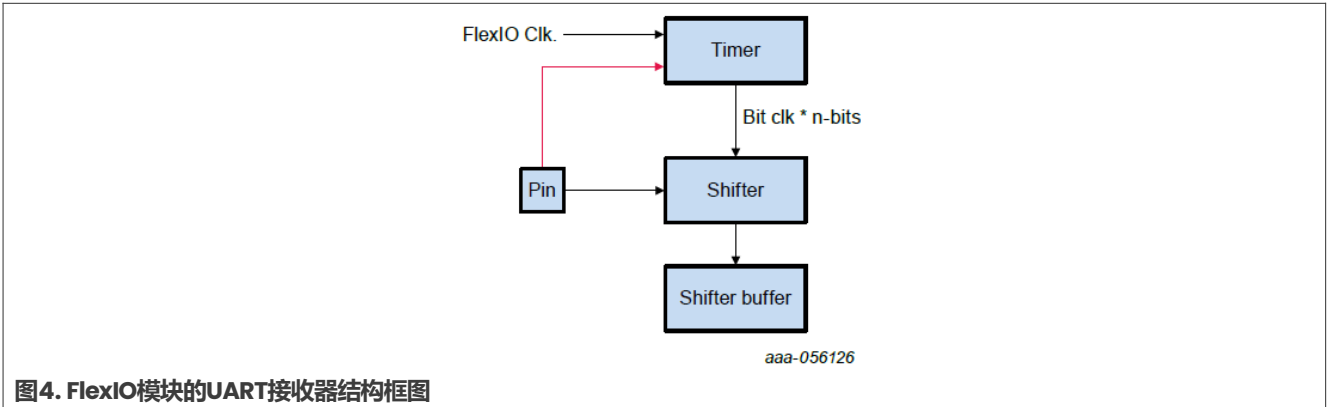 FlexIO Clk.
Timer
Bit clk * n-bits
Pin
Shifter
Shifter buffer
aaa-056126
图4. FlexIO模块的UART接收器结构框图